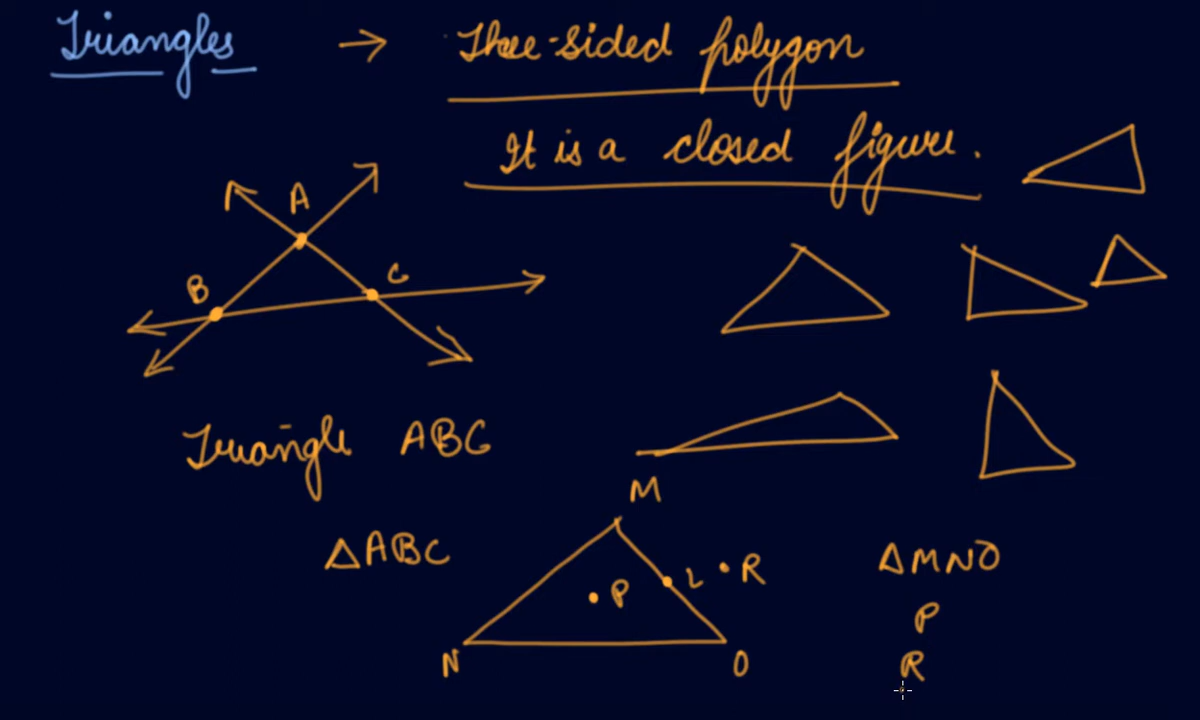 Triangles → Three-sided polygon
It is a closed figure.
A
B
C
Triangle ABC
M
△ABC
L
R
△MNO
P
P
N
O
R